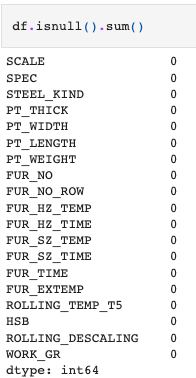 df.isnull().sum()
SCALE 0
SPEC 0
STEEL_KIND 0
PT_THICK 0
PT_WIDTH 0
PT_LENGTH 0
PT_WEIGHT 0
FUR_NO 0
FUR_NO_ROW 0
FUR_HZ_TEMP 0
FUR_HZ_TIME 0
FUR_SZ_TEMP 0
FUR_SZ_TIME 0
FUR_TIME 0
FUR_EXTEMP 0
ROLLING_TEMP_T5 0
HSB 0
ROLLING_DESCALING 0
WORK_GR 0
dtype: int64